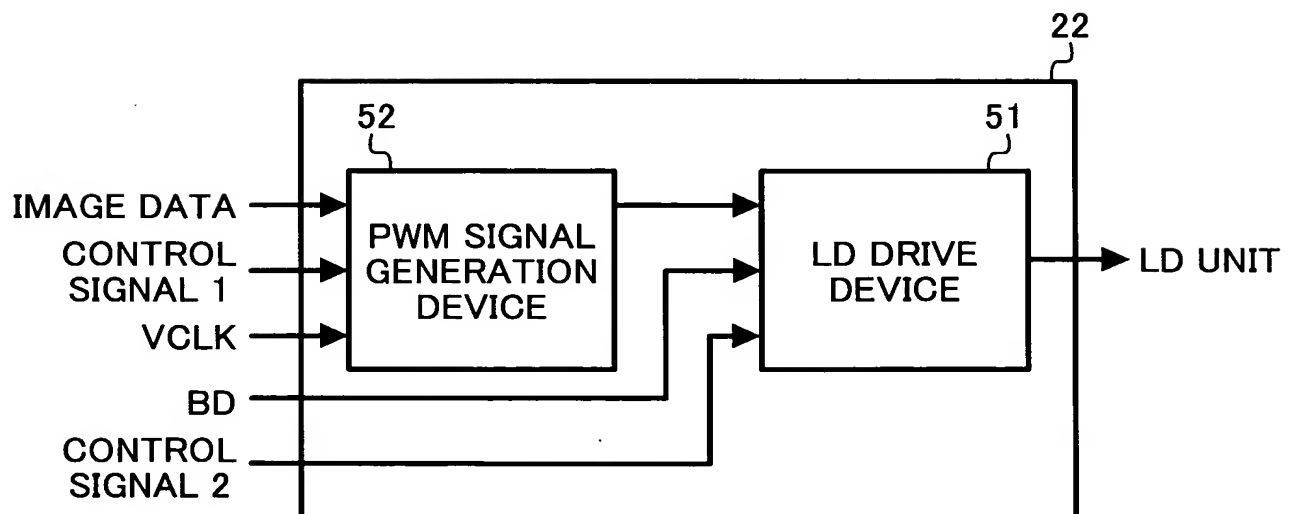 22
52
51
IMAGE DATA
CONTROL
SIGNAL 1
VCLK
BD
CONTROL
SIGNAL 2
PWM SIGNAL
GENERATION
DEVICE
LD DRIVE
DEVICE
LD UNIT